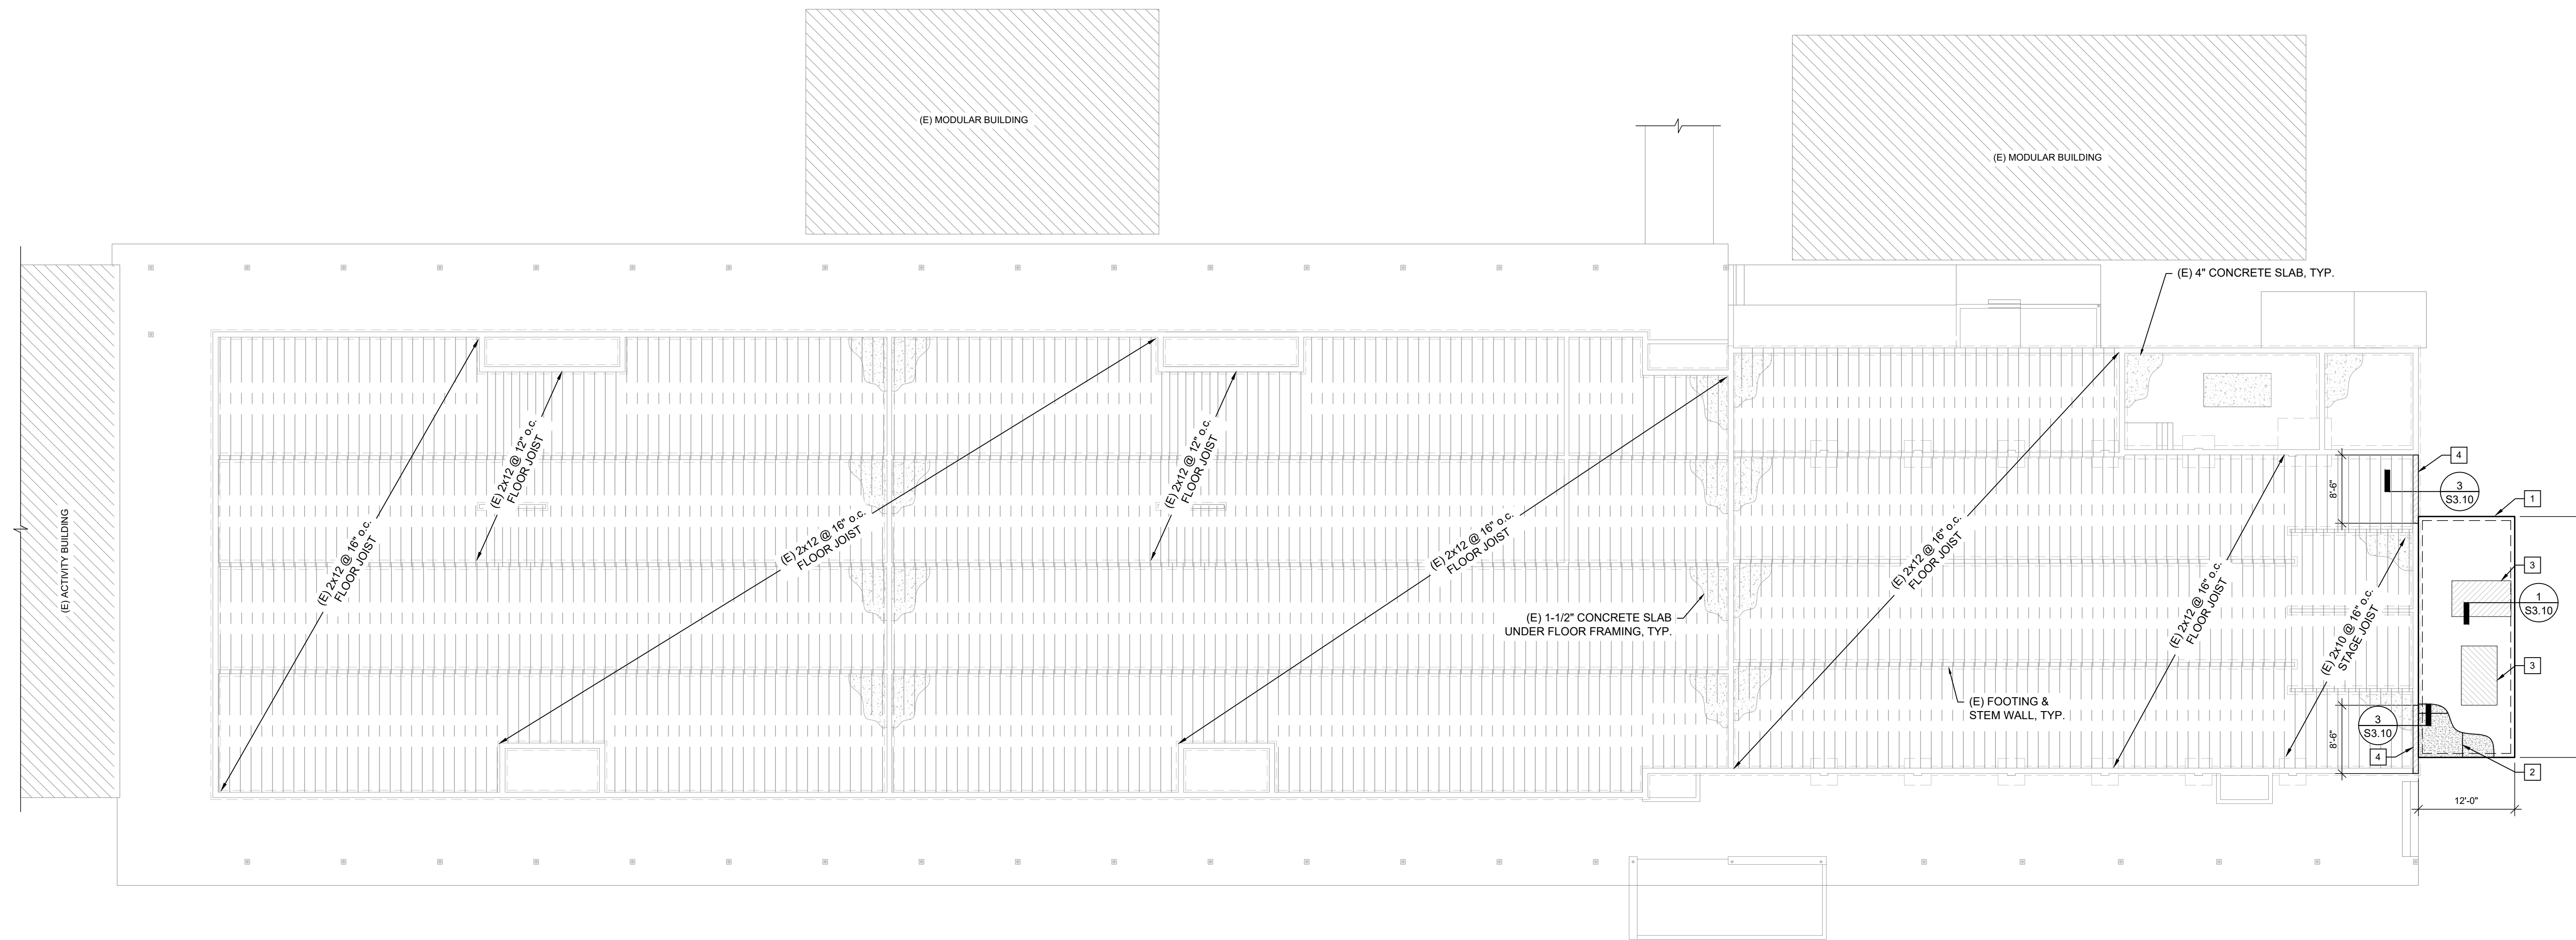 (E) MODULAR BUILDING
(E) MODULAR BUILDING
(E) 4" CONCRETE SLAB, TYP.
(E) ACTIVITY BUILDING
(E) 2x12 @ 16" o.c.
FLOOR JOIST
(E) 2x12 @ 12" o.c.
FLOOR JOIST
(E) 2x12 @ 16" o.c.
FLOOR JOIST
(E) 2x12 @ 12" o.c.
FLOOR JOIST
(E) 2x12 @ 16" o.c.
FLOOR JOIST
(E) 2x12 @ 16" o.c.
FLOOR JOIST
(E) 2x12 @ 16" o.c.
FLOOR JOIST
(E) 2x10 @ 16" o.c.
STAGE JOIST
(E) 1-1/2" CONCRETE SLAB
UNDER FLOOR FRAMING, TYP.
(E) FOOTING &
STEM WALL, TYP.
8'-6"
4
3
S3.10
1
3
1
S3.10
3
3
S3.10
8'-6"
4
2
12'-0"